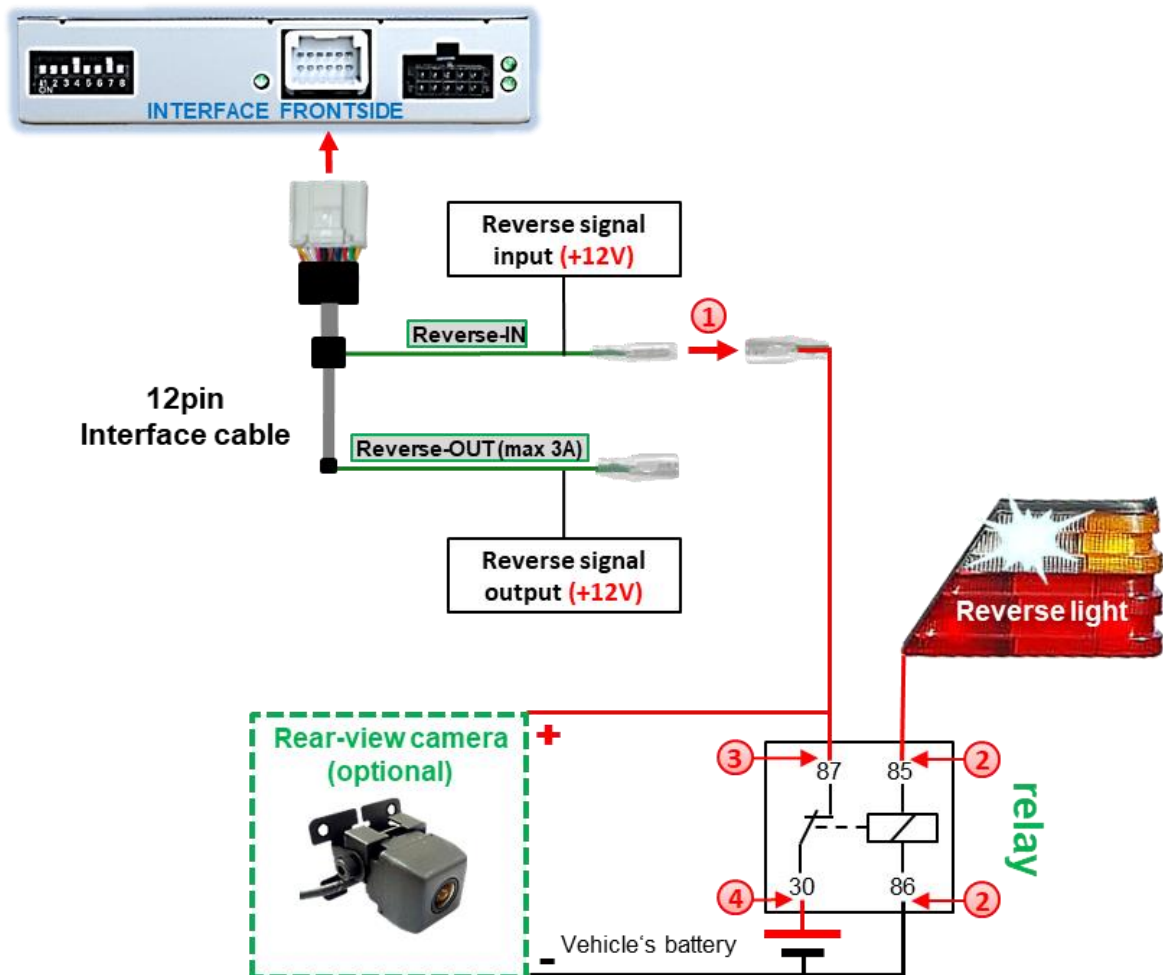 1 2 3 4 5 6 7 8
ON
INTERFACE FRONTSIDE
Reverse signal
input (+12V)
1
Reverse-IN
12pin
Interface cable
Reverse-OUT (max 3A)
Reverse signal
output (+12V)
Reverse light
Rear-view camera
(optional)
+
3
87
85
2
relay
4
30
86
2
-
Vehicle‘s battery